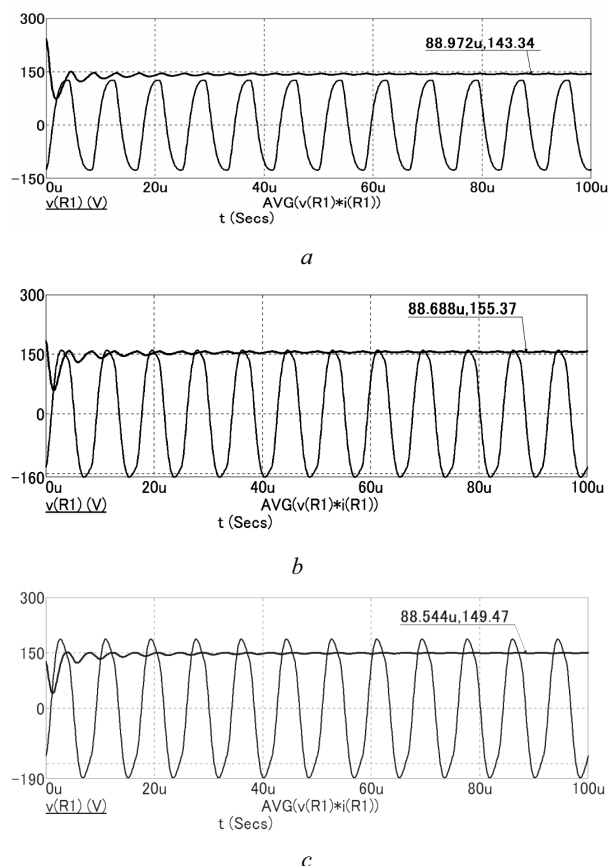 300
88.972u,143.34
150
0
-150
0u 20u 40u 60u 80u 100u
v(R1) (V) AVG(v(R1)*i(R1))
t (Secs)
a
300
88.688u,155.37
150
0
-160
0u 20u 40u 60u 80u 100u
v(R1) (V) AVG(v(R1)*i(R1))
t (Secs)
b
300
88.544u,149.47
150
0
-190
0u 20u 40u 60u 80u 100u
v(R1) (V) AVG(v(R1)*i(R1))
t (Secs)
c